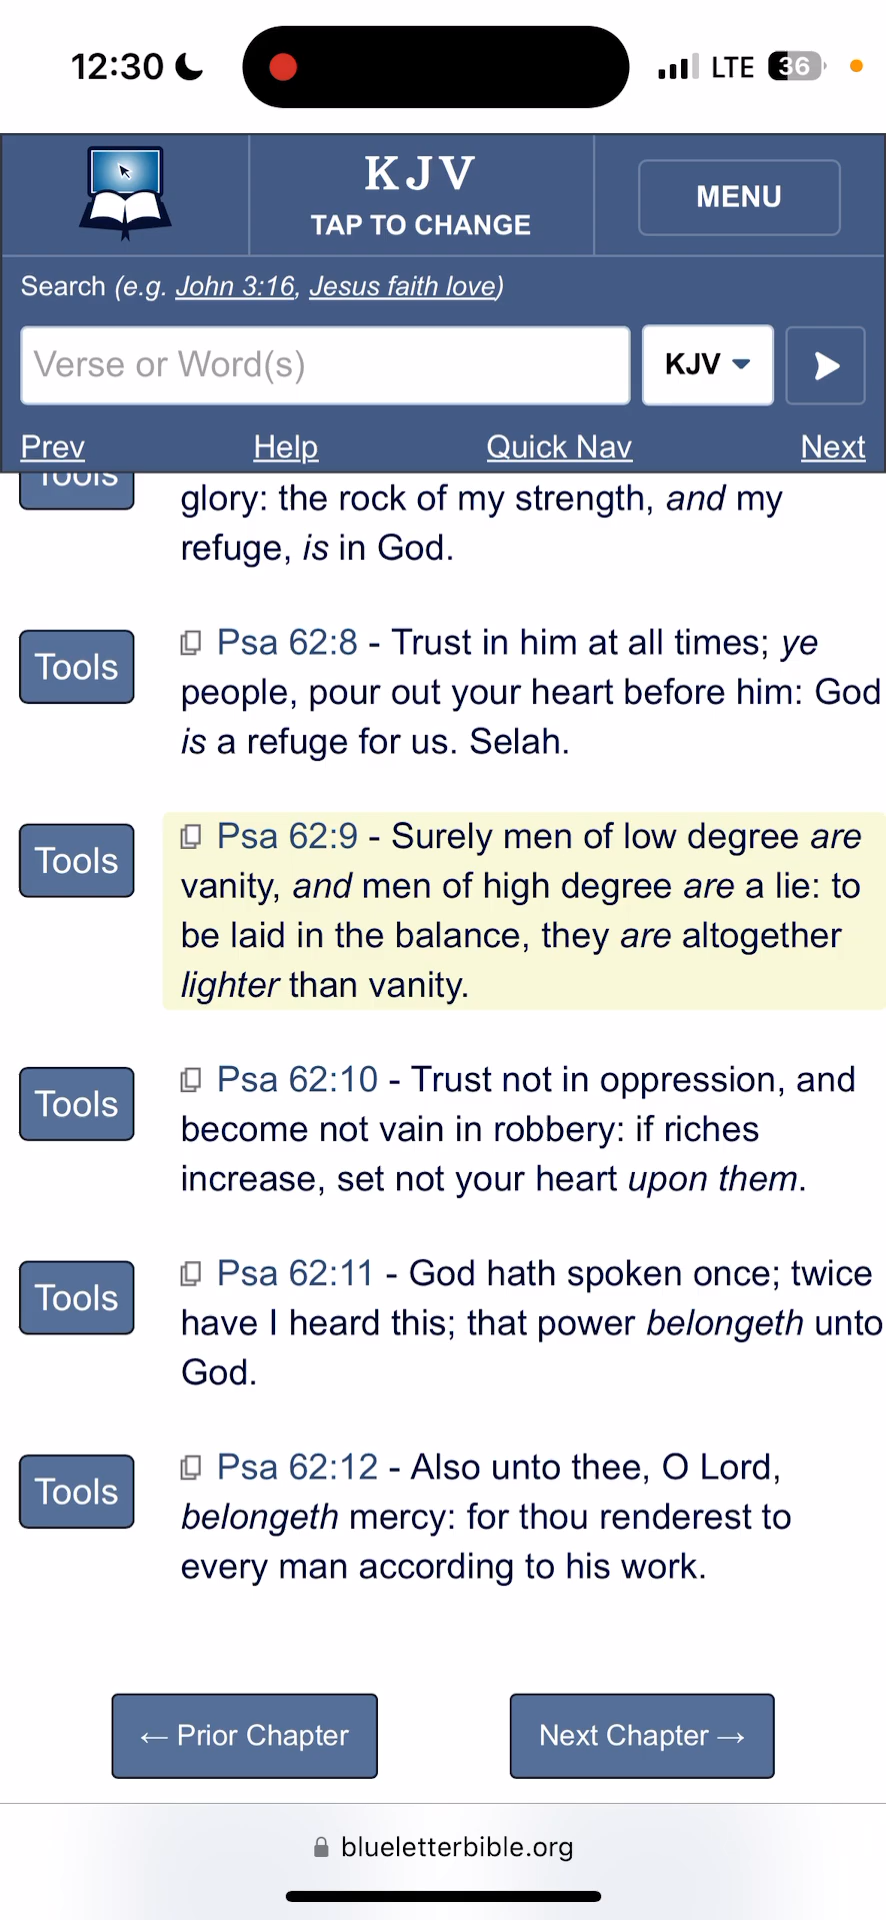 12:30
LTE 36
KJV
TAP TO CHANGE
MENU
Search (e.g. John 3:16, Jesus faith love)
Verse or Word(s)
KJV
Prev Help Quick Nav Next
Tools
glory: the rock of my strength, and my
refuge, is in God.
Tools
Psa 62:8 - Trust in him at all times; ye
people, pour out your heart before him: God
is a refuge for us. Selah.
Tools
Psa 62:9 - Surely men of low degree are
vanity, and men of high degree are a lie: to
be laid in the balance, they are altogether
lighter than vanity.
Tools
Psa 62:10 - Trust not in oppression, and
become not vain in robbery: if riches
increase, set not your heart upon them.
Tools
Psa 62:11 - God hath spoken once; twice
have I heard this; that power belongeth unto
God.
Tools
Psa 62:12 - Also unto thee, O Lord,
belongeth mercy: for thou renderest to
every man according to his work.
← Prior Chapter
Next Chapter →
blueletterbible.org